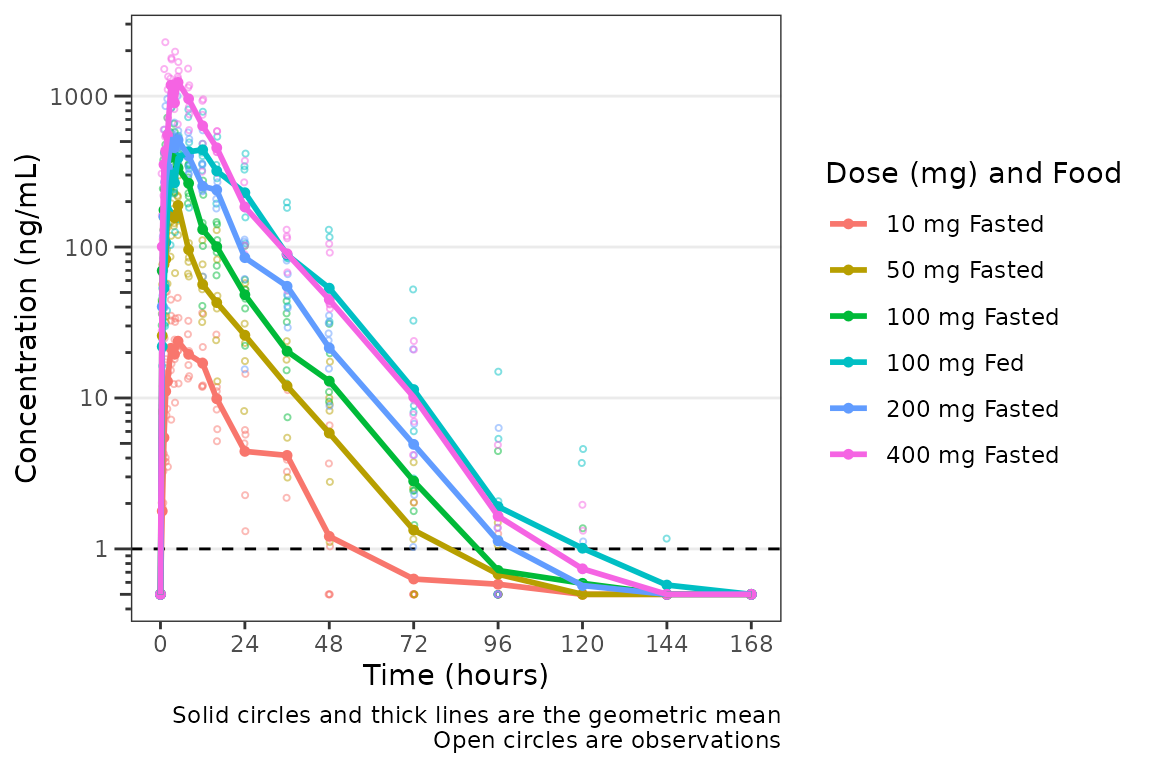 Concentration (ng/mL)
1000
100
10
1
0 24 48 72 96 120 144 168
Time (hours)
Solid circles and thick lines are the geometric mean
Open circles are observations
Dose (mg) and Food
10 mg Fasted
50 mg Fasted
100 mg Fasted
100 mg Fed
200 mg Fasted
400 mg Fasted